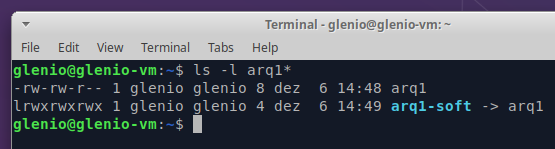 Terminal - glenio@glenio-vm: ~
File Edit View Terminal Tabs Help
glenio@glenio-vm:~$ ls -l arq1*
-rw-rw-r-- 1 glenio glenio 8 dez  6 14:48 arq1
lrwxrwxrwx 1 glenio glenio 4 dez  6 14:49 arq1-soft -> arq1
glenio@glenio-vm:~$